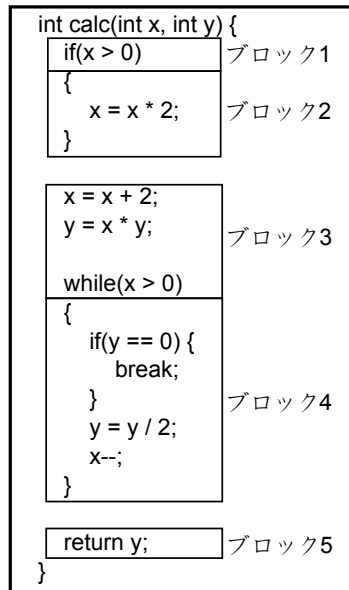 int calc(int x, int y) {
if(x > 0) ブロック1
{
x = x * 2; ブロック2
}
x = x + 2;
y = x * y; ブロック3
while(x > 0)
{
if(y == 0) {
break;
} ブロック4
y = y / 2;
x--;
}
return y; ブロック5
}